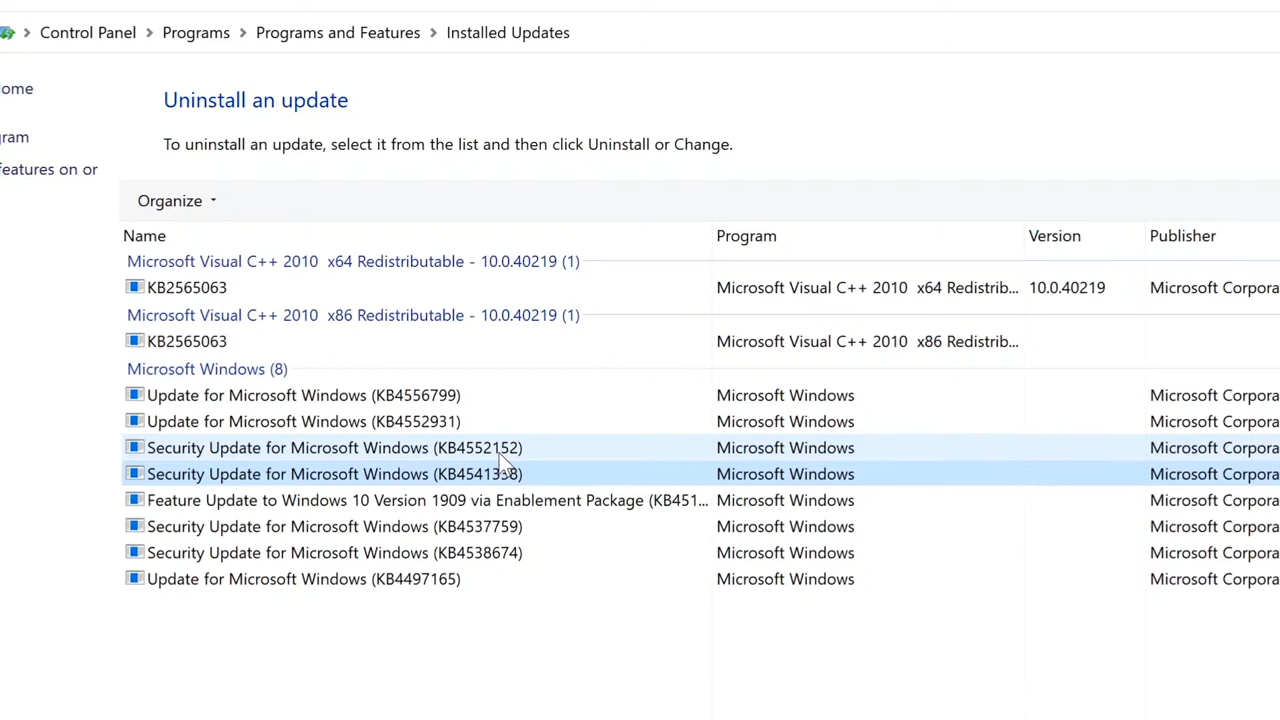 Control Panel > Programs > Programs and Features > Installed Updates
ome
Uninstall an update
gram
To uninstall an update, select it from the list and then click Uninstall or Change.
features on or
Organize
Name Program Version Publisher
Microsoft Visual C++ 2010 x64 Redistributable - 10.0.40219 (1)
KB2565063 Microsoft Visual C++ 2010 x64 Redistrib... 10.0.40219 Microsoft Corpora
Microsoft Visual C++ 2010 x86 Redistributable - 10.0.40219 (1)
KB2565063 Microsoft Visual C++ 2010 x86 Redistrib...
Microsoft Windows (8)
Update for Microsoft Windows (KB4556799) Microsoft Windows Microsoft Corpora
Update for Microsoft Windows (KB4552931) Microsoft Windows Microsoft Corpora
Security Update for Microsoft Windows (KB4552152) Microsoft Windows Microsoft Corpora
Security Update for Microsoft Windows (KB4541338) Microsoft Windows Microsoft Corpora
Feature Update to Windows 10 Version 1909 via Enablement Package (KB451... Microsoft Windows Microsoft Corpora
Security Update for Microsoft Windows (KB4537759) Microsoft Windows Microsoft Corpora
Security Update for Microsoft Windows (KB4538674) Microsoft Windows Microsoft Corpora
Update for Microsoft Windows (KB4497165) Microsoft Windows Microsoft Corpora